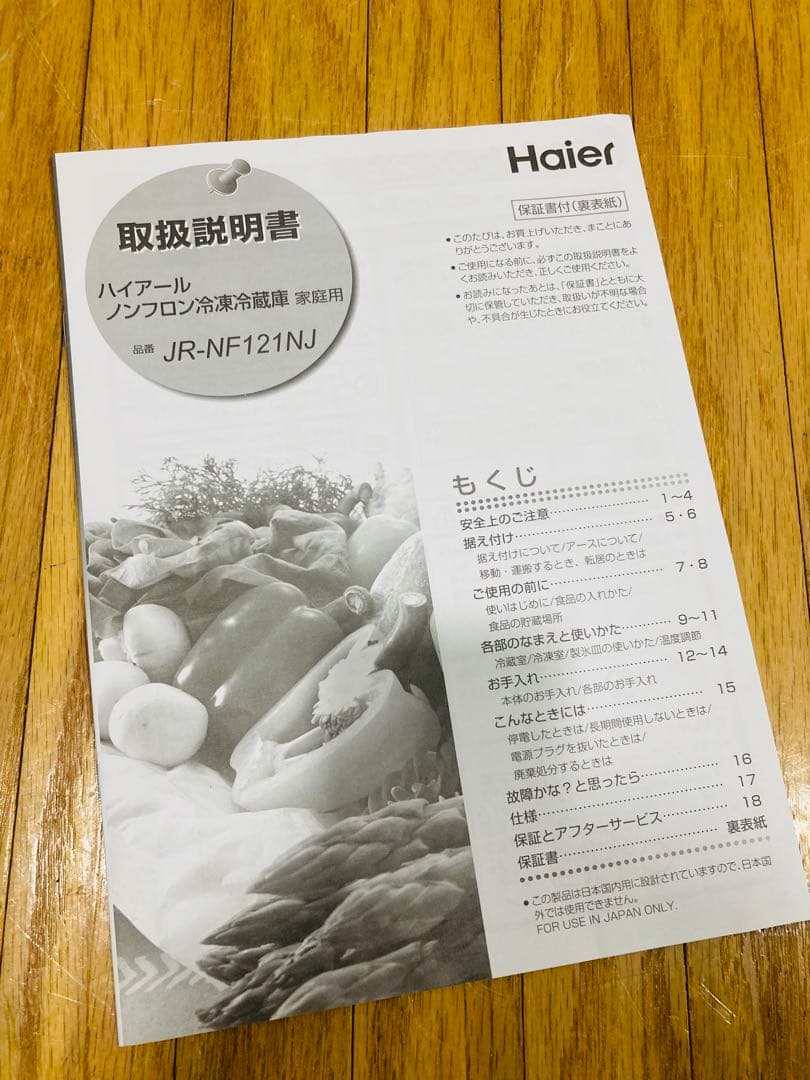 Haier
取扱説明書
ハイアール
ノンフロン冷凍冷蔵庫 家庭用
品番 JR-NF121NJ
保証書付(裏表紙)
● このたびは、お買上げいただき、まことにあ
りがとうございます。
● ご使用になる前に、必ずこの取扱説明書をよ
くお読みいただき、正しくご使用ください。
● お読みになったあとは、「保証書」とともに大
切に保管していただき、取扱いが不明な場合
や、不具合が生じたときにお役立てください。
もくじ
安全上のご注意…………………… 1～4
据え付け…………………………… 5・6
据え付けについて/アースについて/
移動・運搬するとき、転居のときは
ご使用の前に……………………… 7・8
使いはじめに/食品の入れかた/
食品の貯蔵場所
各部のなまえと使いかた………… 9～11
冷蔵室/冷凍室/製氷皿の使いかた/温度調節
お手入れ…………………………… 12～14
本体のお手入れ/各部のお手入れ
こんなときには…………………… 15
停電したときは/長期間使用しないときは/
電源プラグを抜いたときは/
廃棄処分するときは
故障かな?と思ったら……………… 16
仕様………………………………… 17
保証とアフターサービス………… 18
保証書……………………………… 裏表紙
● この製品は日本国内用に設計されていますので、日本国
外では使用できません。
FOR USE IN JAPAN ONLY.